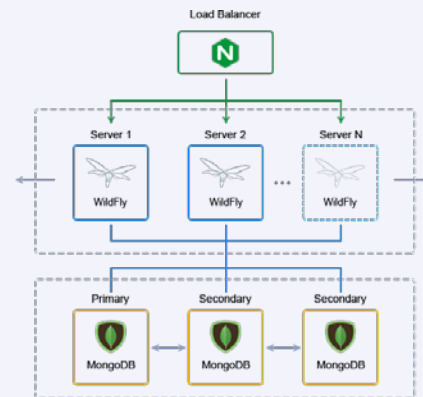 Load Balancer
N
Server 1 Server 2 Server N
WildFly WildFly ... WildFly
Primary Secondary Secondary
MongoDB MongoDB MongoDB